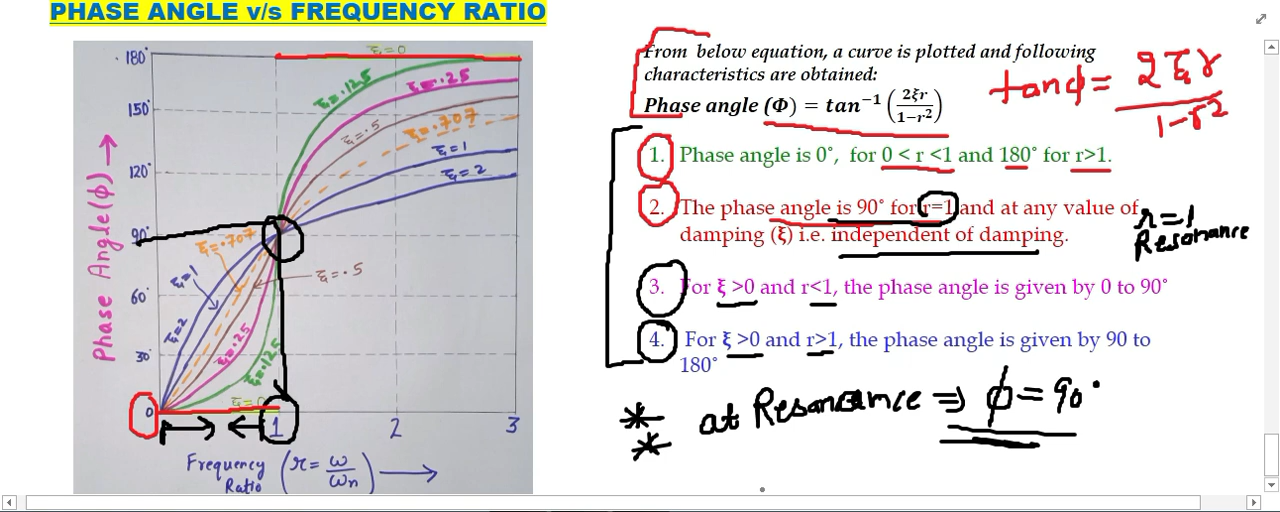 PHASE ANGLE v/s FREQUENCY RATIO
180°
150°
120°
90°
60°
30°
0
Phase Angle(ϕ) →
ξ=0
ξ=.125
ξ=.25
ξ=.5
ξ=.707
ξ=1
ξ=2
ξ=.707
ξ=1
ξ=2
ξ=.5
ξ=.25
ξ=.125
ξ=0
1 2 3
Frequency Ratio (r = ω/ωn) →
From below equation, a curve is plotted and following
characteristics are obtained:
Phase angle (Φ) = tan⁻¹ (2ξr/1−r²)
tanϕ = 2ξr/1−r²
1. Phase angle is 0°, for 0 < r <1 and 180° for r>1.
2. The phase angle is 90° for r=1 and at any value of
damping (ξ) i.e. independent of damping.
r=1
Resonance
3. For ξ >0 and r<1, the phase angle is given by 0 to 90°
4. For ξ >0 and r>1, the phase angle is given by 90 to
180°
* at Resonance ⇒ ϕ = 90°
*